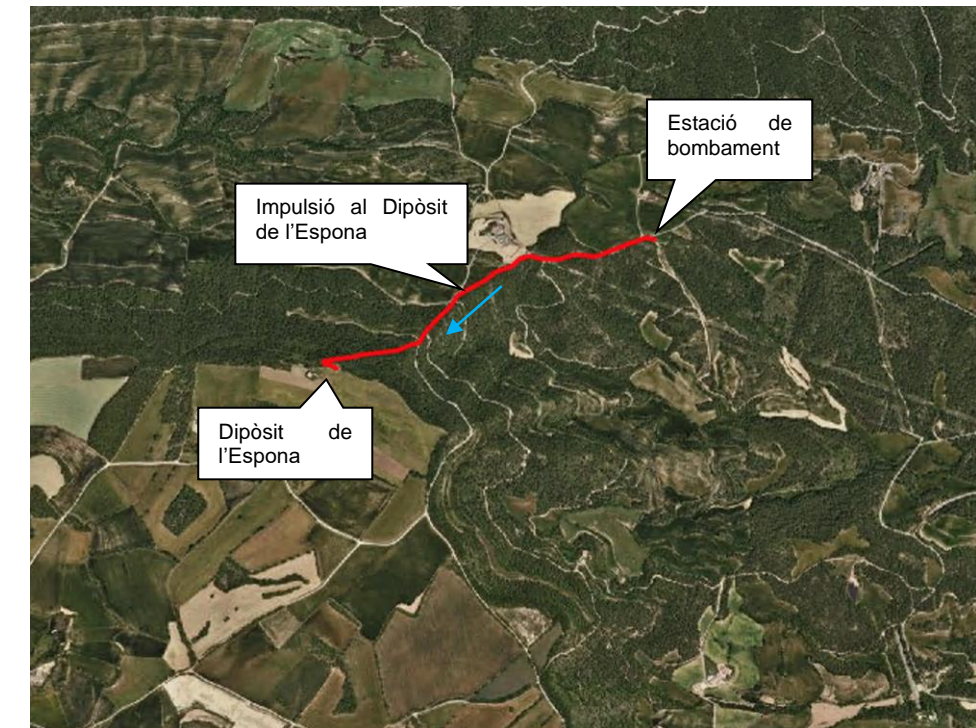 Estació de
bombament
Impulsió al Dipòsit
de l’Espona
Dipòsit de
l’Espona